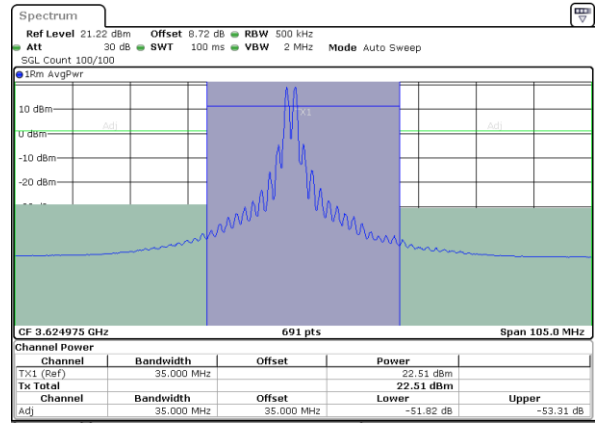 Spectrum
Ref Level 21.22 dBm Offset 8.72 dB RBW 500 kHz
Att 30 dB SWT 100 ms VBW 2 MHz Mode Auto Sweep
SGL Count 100/100
1Rm AvgPwr
10 dBm
TX1
Adj Adj
0 dBm
-10 dBm
-20 dBm
CF 3.624975 GHz 691 pts Span 105.0 MHz
Channel Power
Channel Bandwidth Offset Power
TX1 (Ref) 35.000 MHz 22.51 dBm
Tx Total 22.51 dBm
Channel Bandwidth Offset Lower Upper
Adj 35.000 MHz 35.000 MHz -51.82 dB -53.31 dB